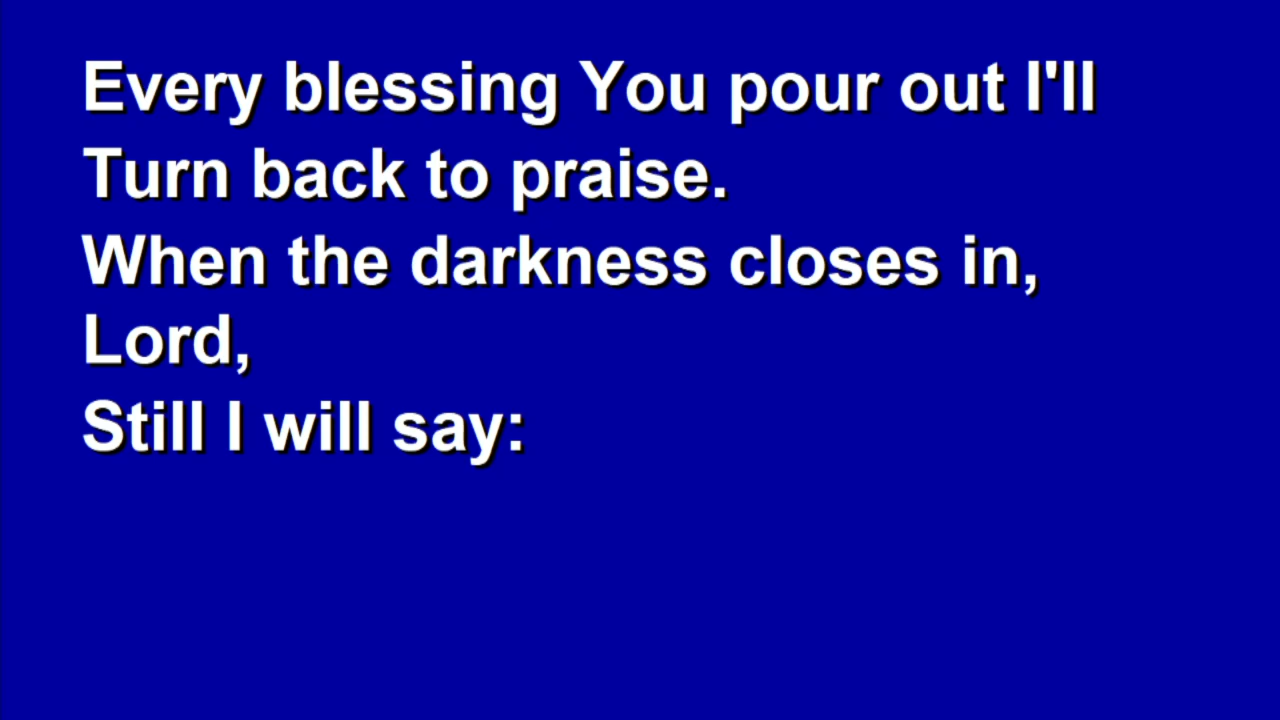 Every blessing You pour out I'll
Turn back to praise.
When the darkness closes in,
Lord,
Still I will say: